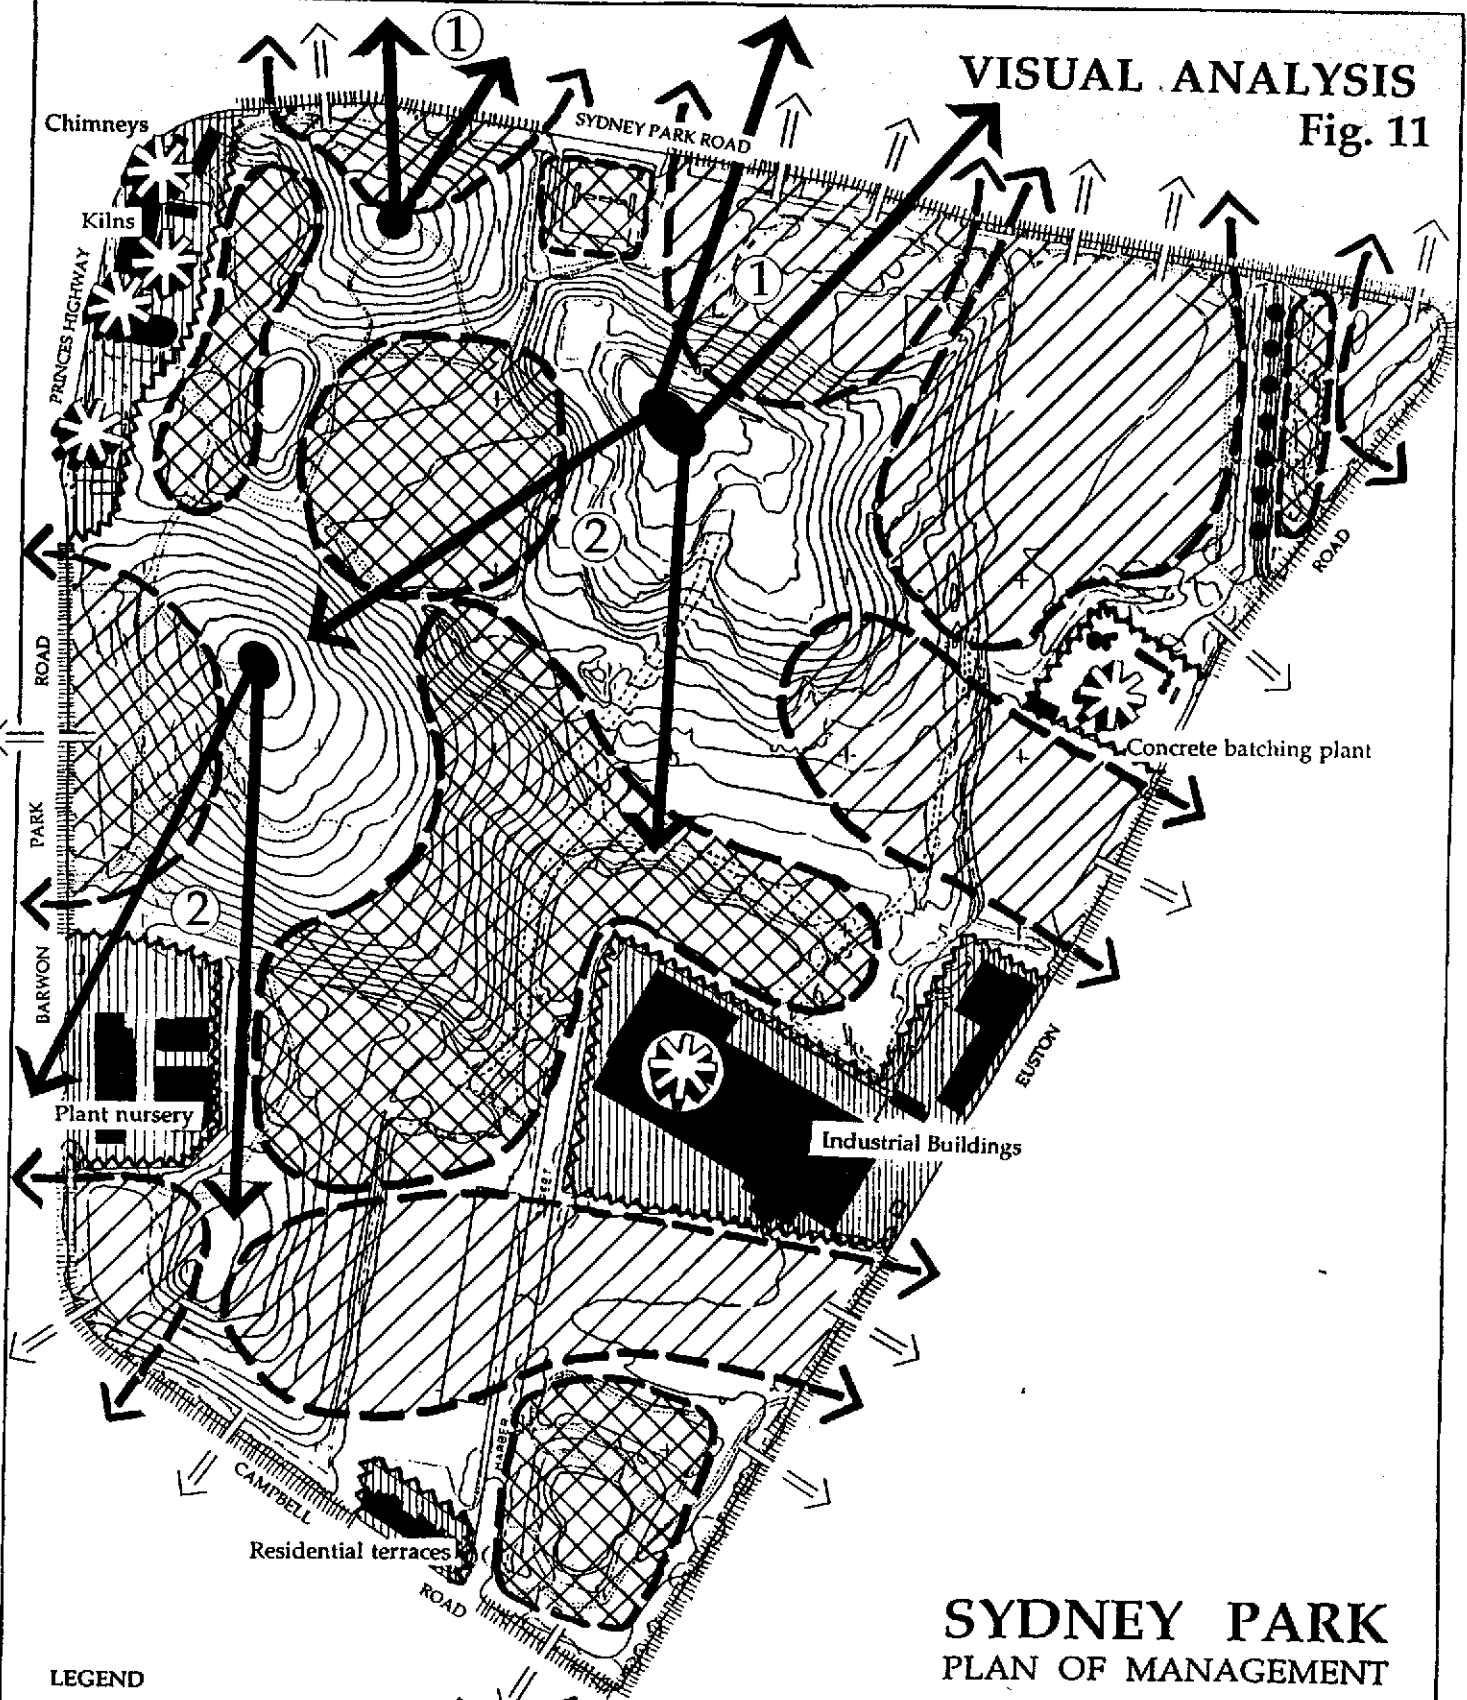 ①
VISUAL ANALYSIS
Fig. 11
Chimneys
SYDNEY PARK ROAD
Kilns
PRINCES HIGHWAY
①
②
ROAD
ROAD
Concrete batching plant
PARK
②
BARWON
EUSTON
Plant nursery
Industrial Buildings
HARBER
CAMPBELL
Residential terraces
ROAD
SYDNEY PARK
PLAN OF MANAGEMENT
LEGEND